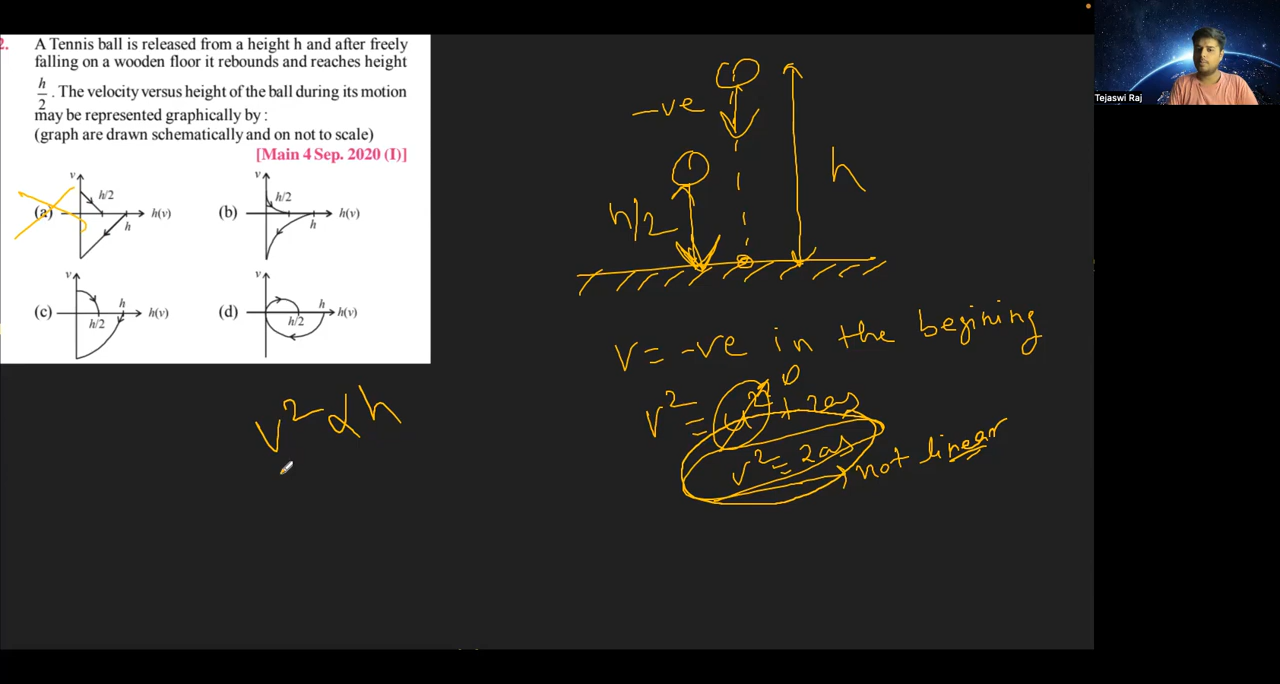 2. A Tennis ball is released from a height h and after freely
falling on a wooden floor it rebounds and reaches height
h/2. The velocity versus height of the ball during its motion
may be represented graphically by :
(graph are drawn schematically and on not to scale)
[Main 4 Sep. 2020 (I)]
(a) v h/2 h(v) h
(b) v h/2 h(v) h
(c) v h h(v) h/2
(d) v h h(v) h/2
Tejaswi Raj
-ve
h
h/2
v = -ve in the begining
v² = u² + 2as
0
v² = 2as
not linear
v² α h